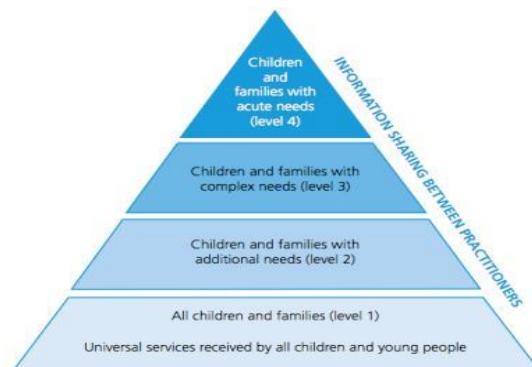 Children
and
families with
acute needs
(level 4)
INFORMATION SHARING BETWEEN PRACTITIONERS
Children and families with
complex needs (level 3)
Children and families with
additional needs (level 2)
All children and families (level 1)
Universal services received by all children and young people